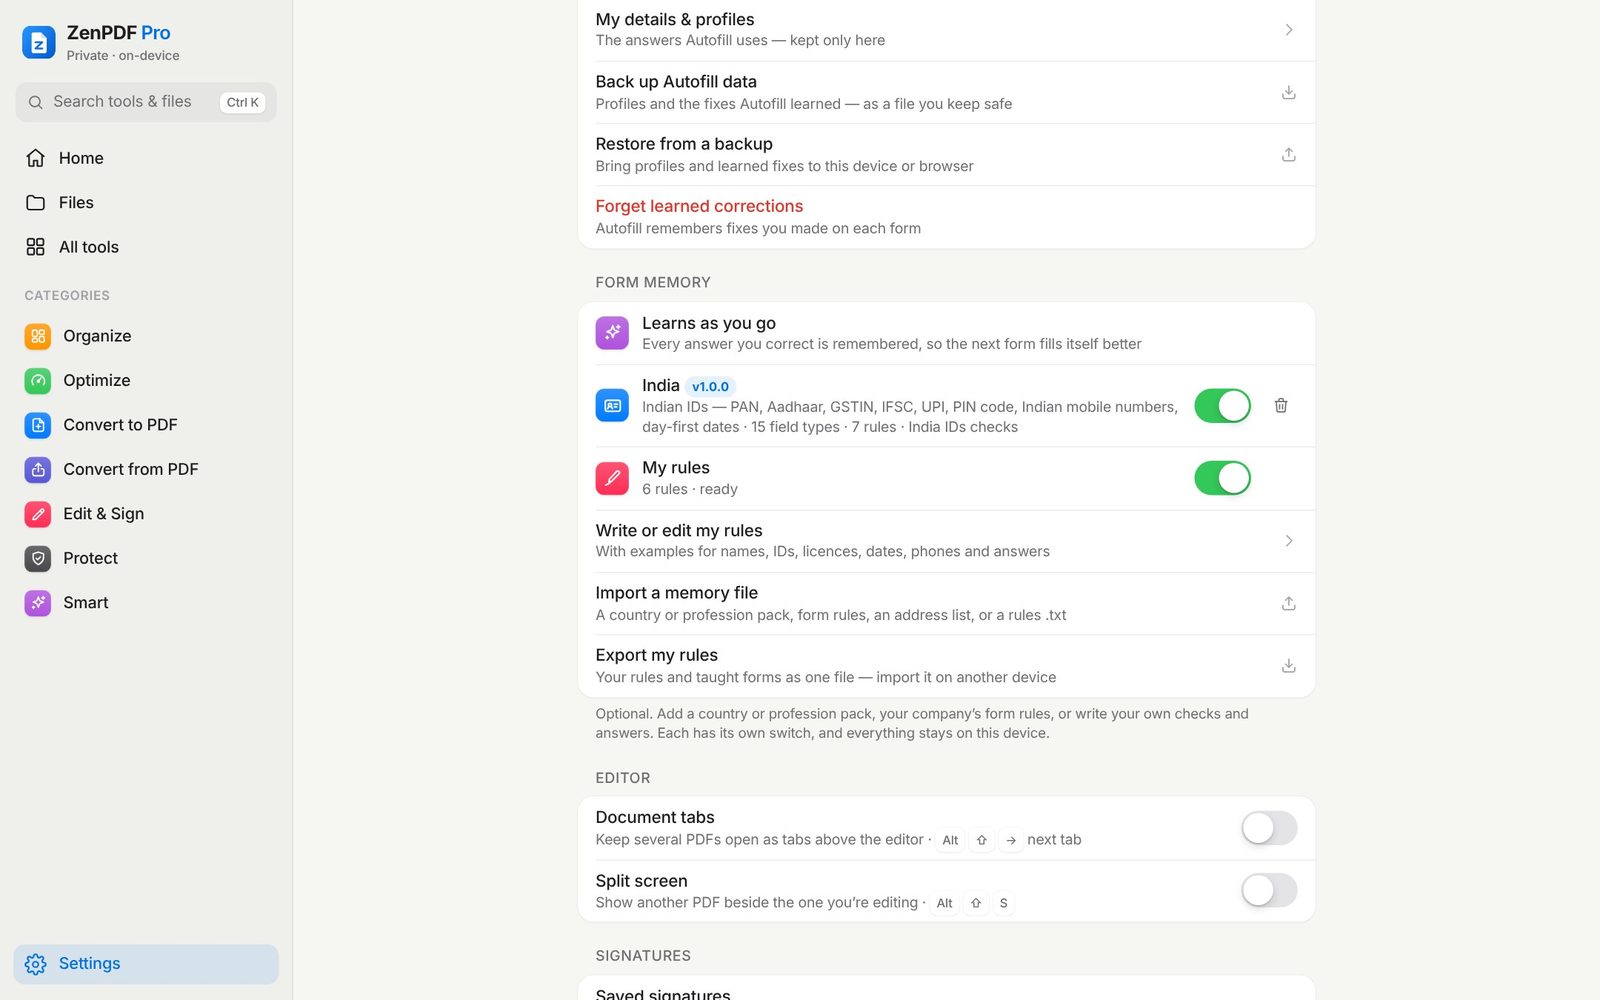 ZenPDF Pro
Private · on-device
Search tools & files
Ctrl K
Home
Files
All tools
CATEGORIES
Organize
Optimize
Convert to PDF
Convert from PDF
Edit & Sign
Protect
Smart
Settings
My details & profiles
The answers Autofill uses — kept only here
Back up Autofill data
Profiles and the fixes Autofill learned — as a file you keep safe
Restore from a backup
Bring profiles and learned fixes to this device or browser
Forget learned corrections
Autofill remembers fixes you made on each form
FORM MEMORY
Learns as you go
Every answer you correct is remembered, so the next form fills itself better
India v1.0.0
Indian IDs — PAN, Aadhaar, GSTIN, IFSC, UPI, PIN code, Indian mobile numbers,
day-first dates · 15 field types · 7 rules · India IDs checks
My rules
6 rules · ready
Write or edit my rules
With examples for names, IDs, licences, dates, phones and answers
Import a memory file
A country or profession pack, form rules, an address list, or a rules .txt
Export my rules
Your rules and taught forms as one file — import it on another device
Optional. Add a country or profession pack, your company’s form rules, or write your own checks and
answers. Each has its own switch, and everything stays on this device.
EDITOR
Document tabs
Keep several PDFs open as tabs above the editor · Alt ⇧ → next tab
Split screen
Show another PDF beside the one you’re editing · Alt ⇧ S
SIGNATURES
Saved signatures